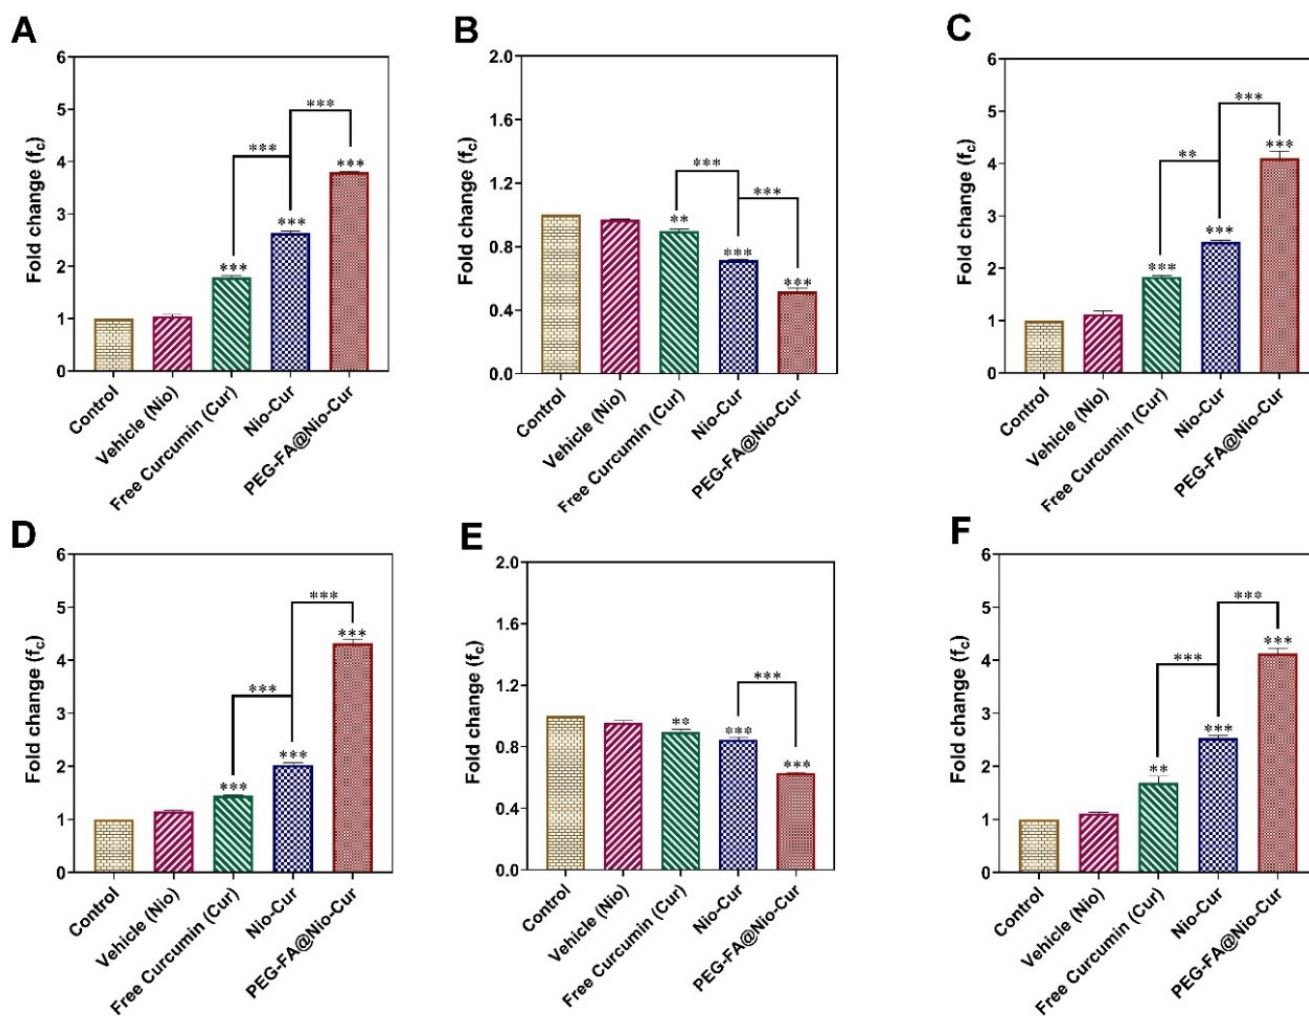 A
Fold change (fc)
6
5
4
3
2
1
0
***
***
***
***
***
Control
Vehicle (Nio)
Free Curcumin (Cur)
Nio-Cur
PEG-FA@Nio-Cur
B
Fold change (fc)
2.0
1.6
1.2
0.8
0.4
0.0
***
***
**
***
***
Control
Vehicle (Nio)
Free Curcumin (Cur)
Nio-Cur
PEG-FA@Nio-Cur
C
Fold change (fc)
6
5
4
3
2
1
0
***
**
***
***
***
Control
Vehicle (Nio)
Free Curcumin (Cur)
Nio-Cur
PEG-FA@Nio-Cur
D
Fold change (fc)
6
5
4
3
2
1
0
***
***
***
***
***
Control
Vehicle (Nio)
Free Curcumin (Cur)
Nio-Cur
PEG-FA@Nio-Cur
E
Fold change (fc)
2.0
1.6
1.2
0.8
0.4
0.0
***
**
***
***
Control
Vehicle (Nio)
Free Curcumin (Cur)
Nio-Cur
PEG-FA@Nio-Cur
F
Fold change (fc)
6
5
4
3
2
1
0
***
***
***
***
**
Control
Vehicle (Nio)
Free Curcumin (Cur)
Nio-Cur
PEG-FA@Nio-Cur